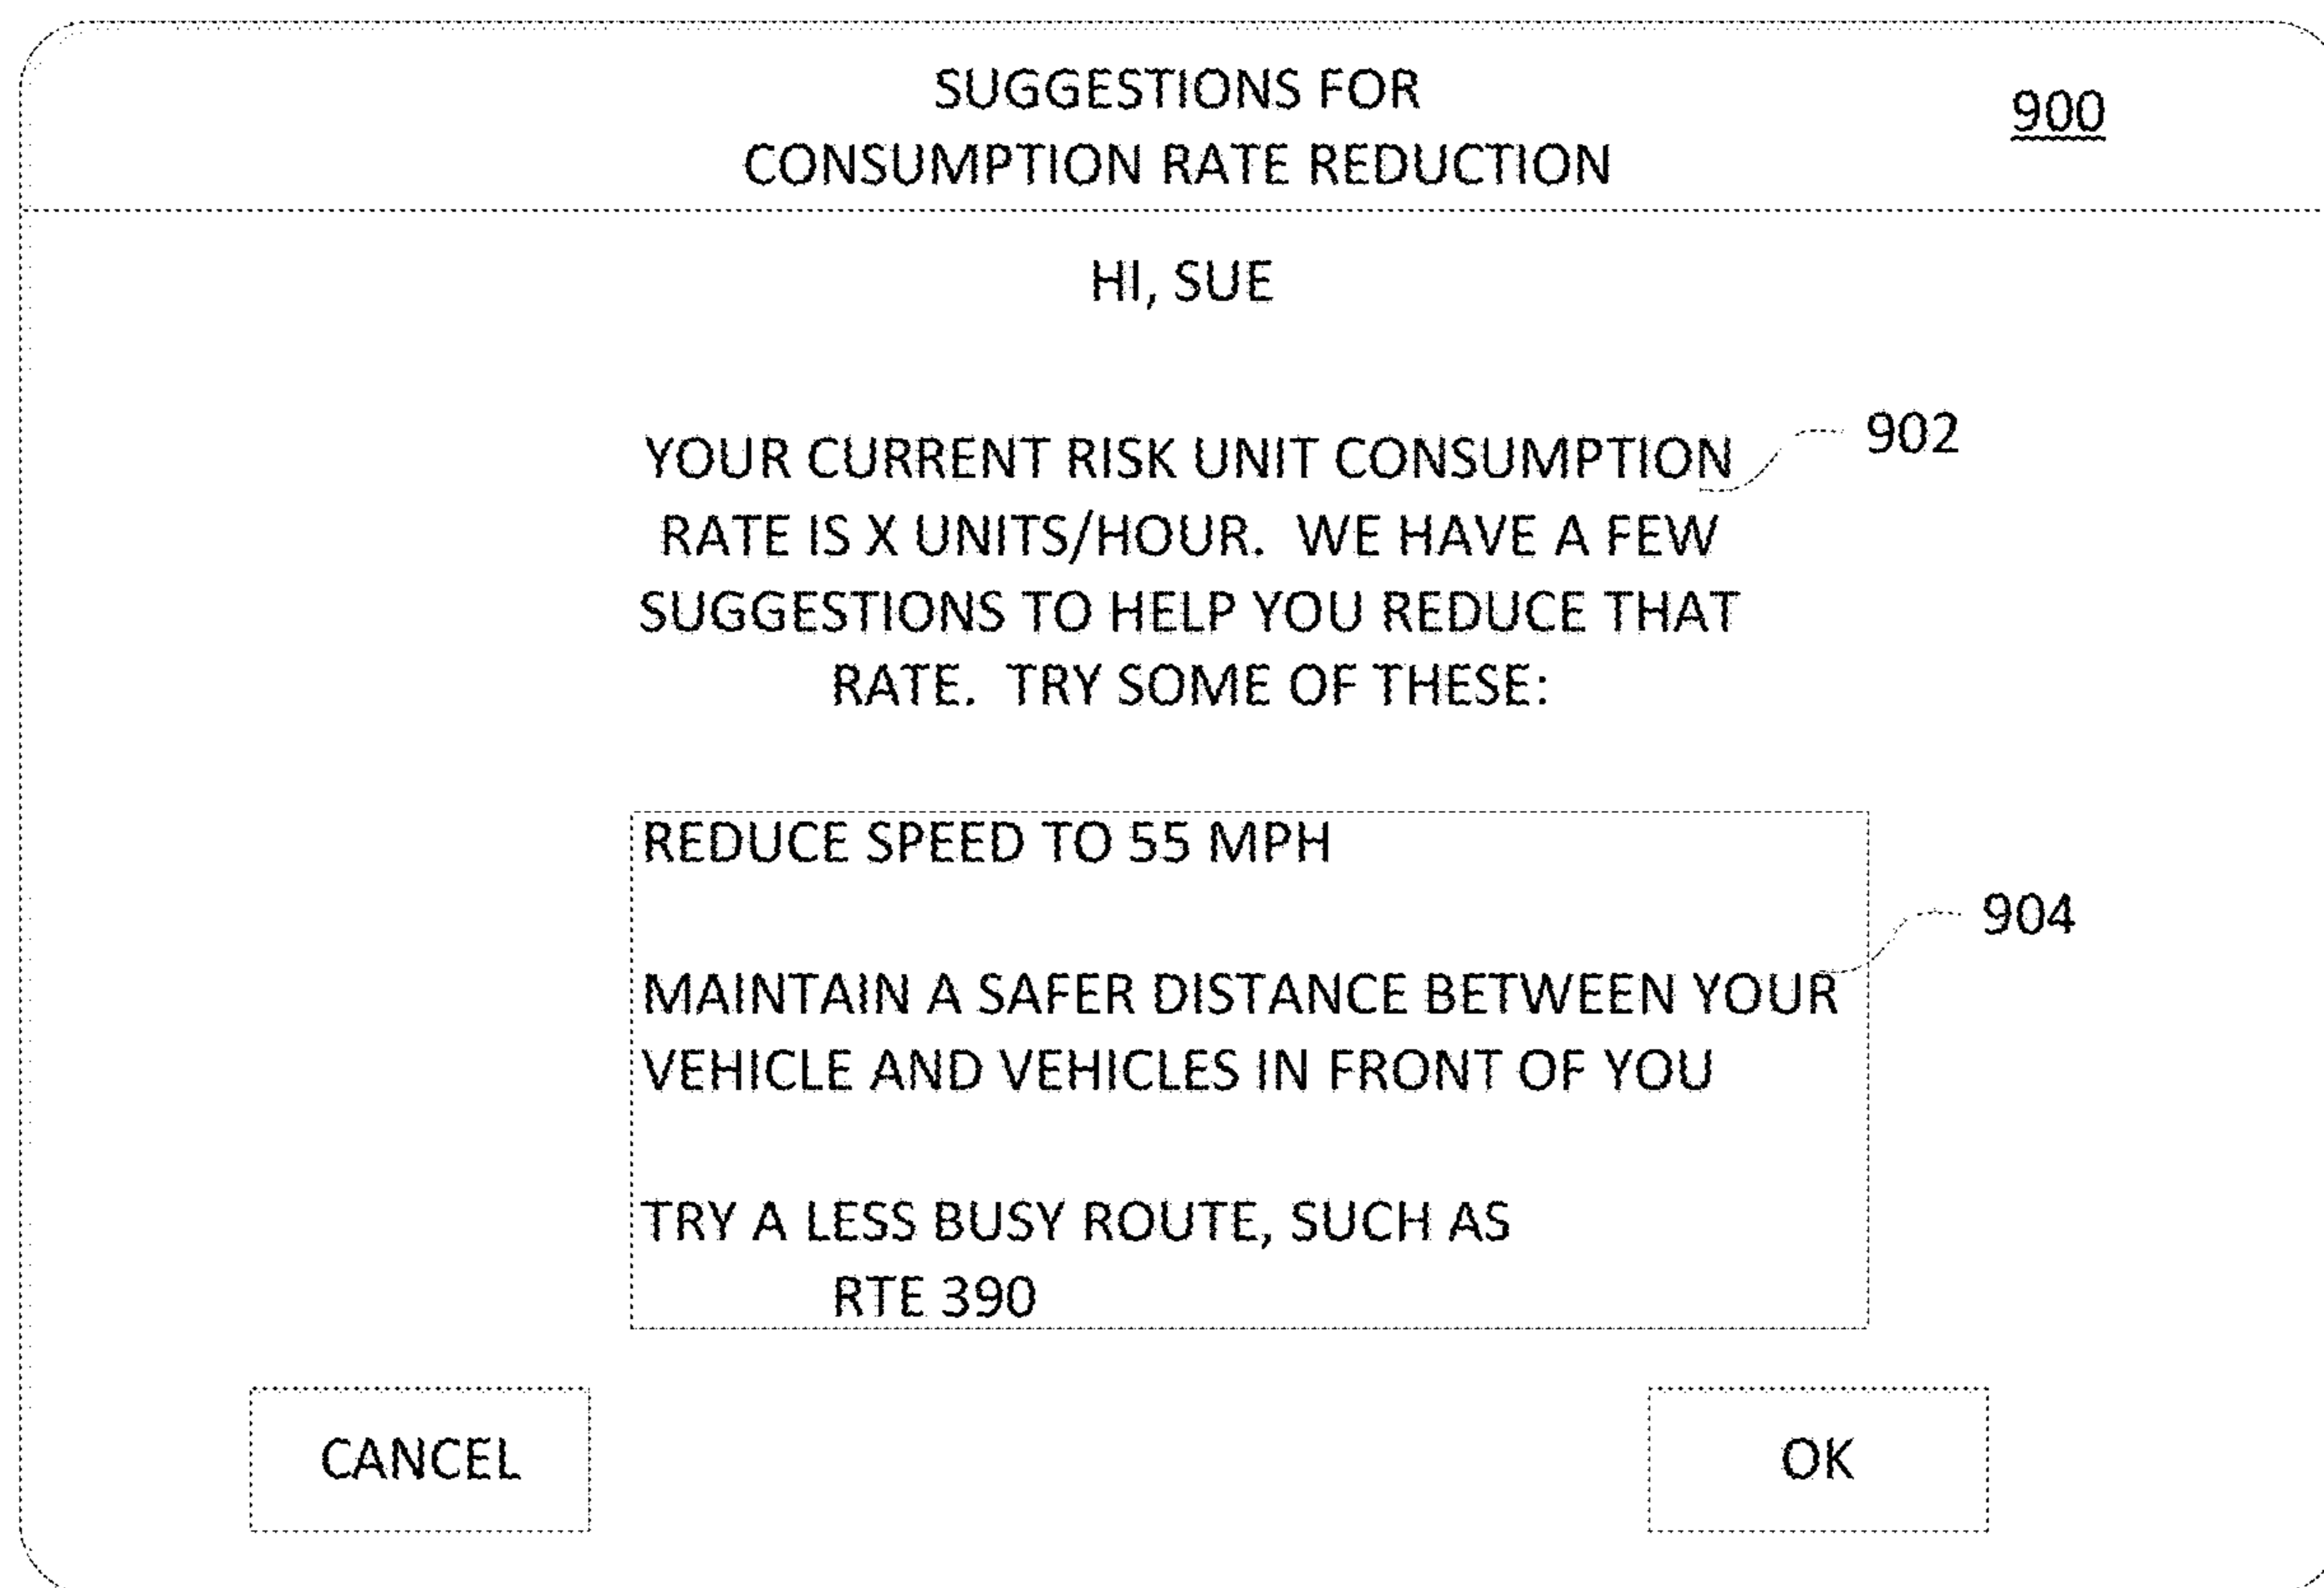 SUGGESTIONS FOR
CONSUMPTION RATE REDUCTION
900
HI, SUE
YOUR CURRENT RISK UNIT CONSUMPTION
902
RATE IS X UNITS/HOUR. WE HAVE A FEW
SUGGESTIONS TO HELP YOU REDUCE THAT
RATE. TRY SOME OF THESE:
REDUCE SPEED TO 55 MPH
904
MAINTAIN A SAFER DISTANCE BETWEEN YOUR
VEHICLE AND VEHICLES IN FRONT OF YOU
TRY A LESS BUSY ROUTE, SUCH AS
RTE 390
CANCEL
OK